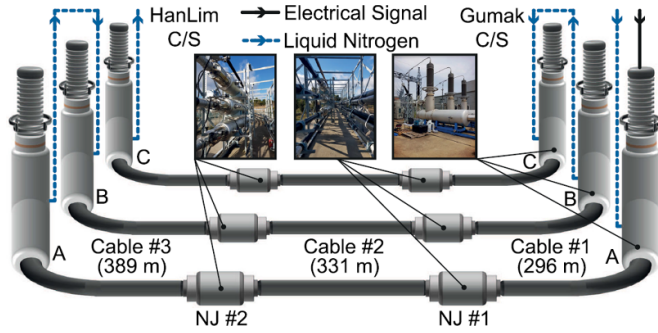 HanLim
C/S
Electrical Signal
Liquid Nitrogen
Gumak
C/S
C
C
B
B
A
A
Cable #3
(389 m)
Cable #2
(331 m)
Cable #1
(296 m)
NJ #2
NJ #1